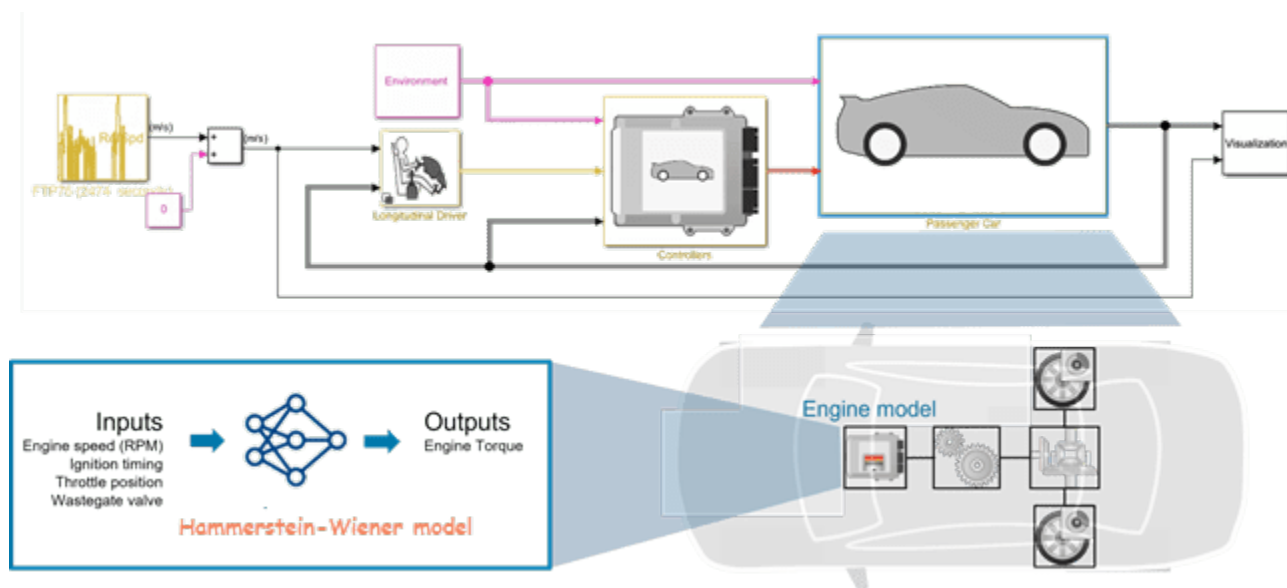 Environment
(m/s)
(m/s)
0
Longitudinal Driver
Controllers
Passenger Car
Visualization
Engine model
Inputs
Engine speed (RPM)
Ignition timing
Throttle position
Wastegate valve
Outputs
Engine Torque
Hammerstein-Wiener model